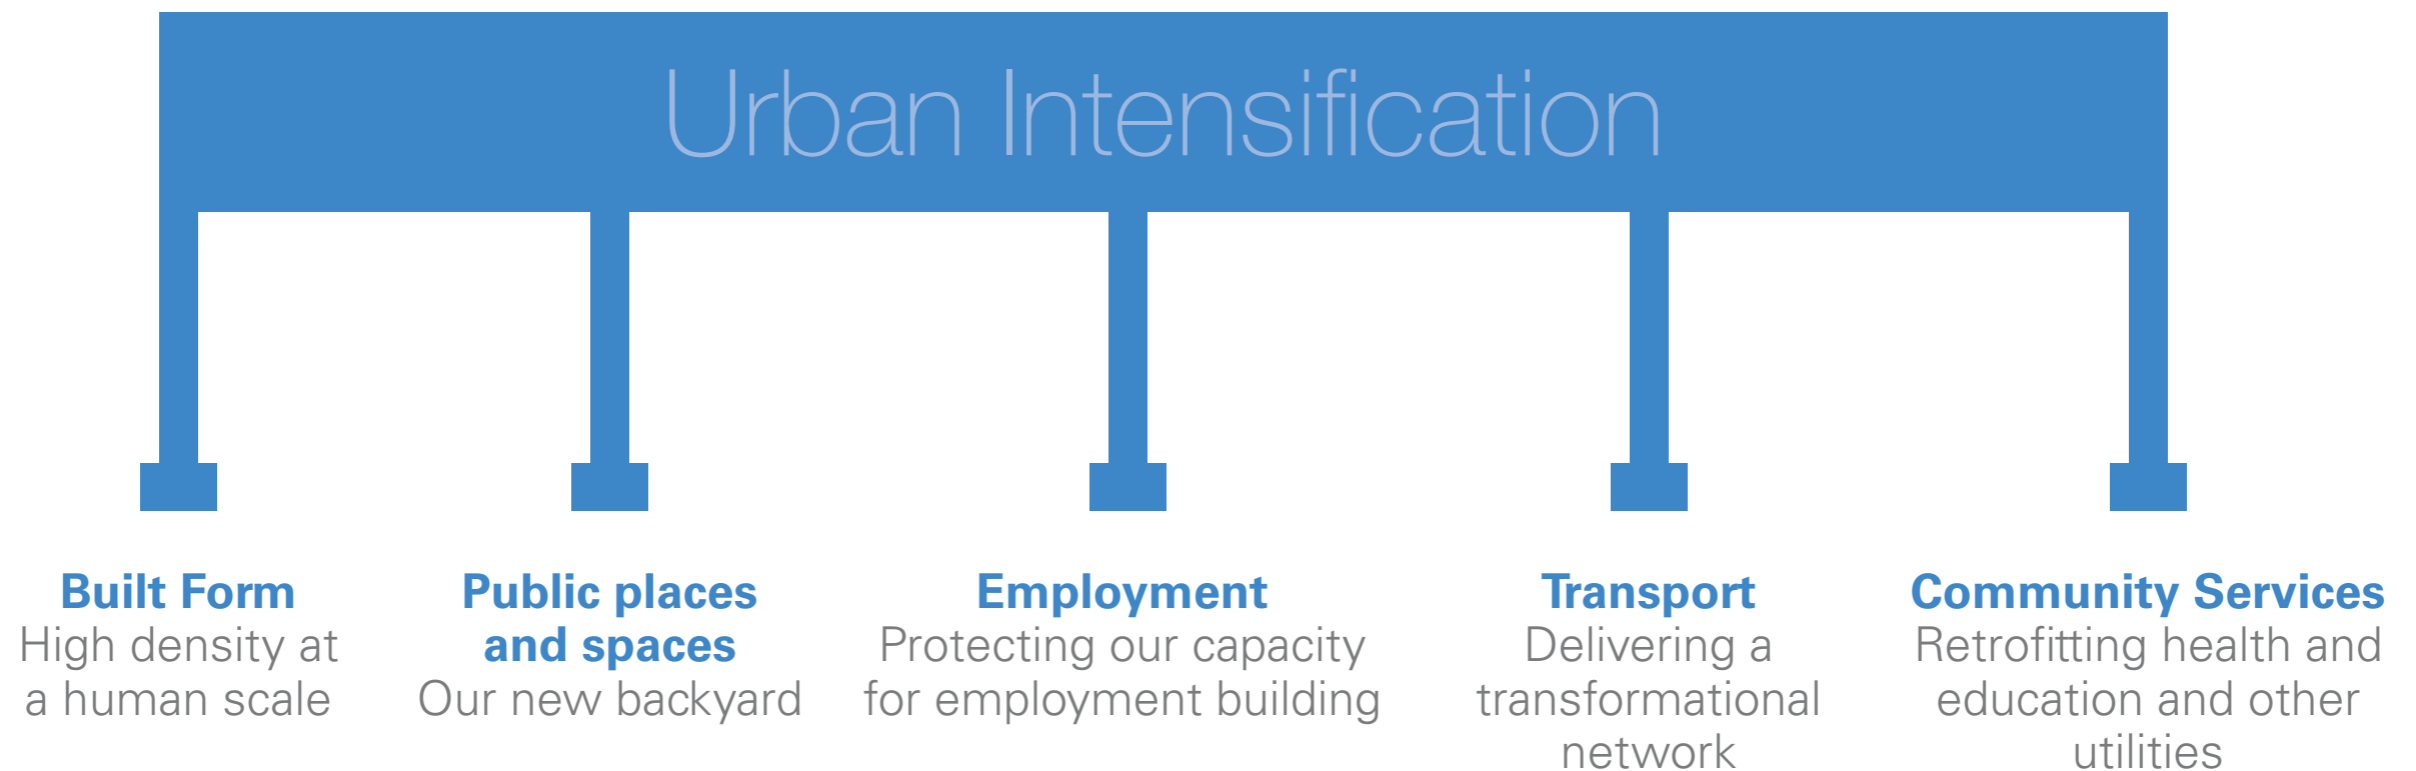 Urban Intensification
Built Form
High density at
a human scale
Public places
and spaces
Our new backyard
Employment
Protecting our capacity
for employment building
Transport
Delivering a
transformational
network
Community Services
Retrofitting health and
education and other
utilities